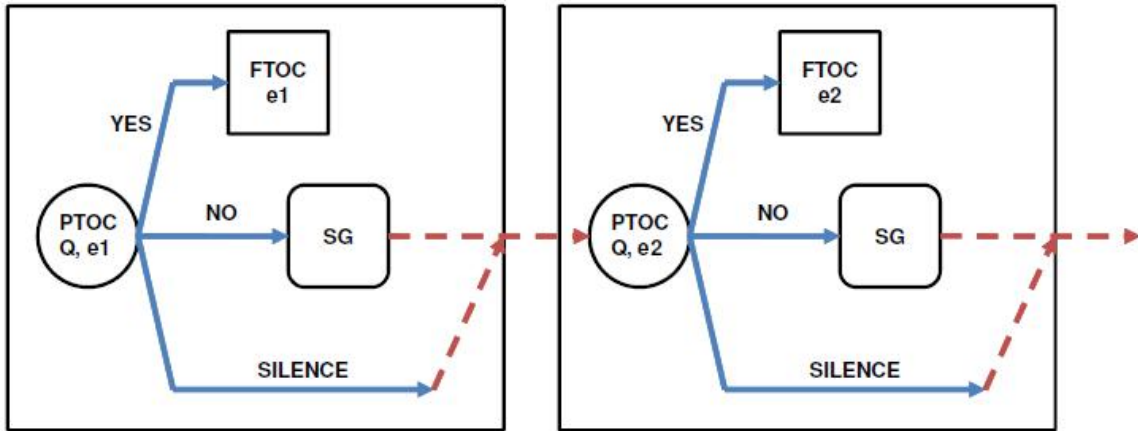 FTOC
e1
YES
PTOC
Q, e1
NO
SG
SILENCE
FTOC
e2
YES
PTOC
Q, e2
NO
SG
SILENCE